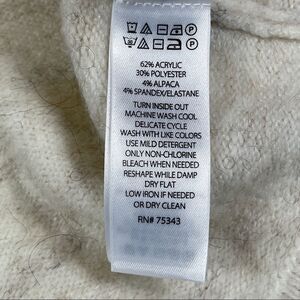 62% ACRYLIC
30% POLYESTER
4% ALPACA
4% SPANDEX/ELASTANE
TURN INSIDE OUT
MACHINE WASH COOL
DELICATE CYCLE
WASH WITH LIKE COLORS
USE MILD DETERGENT
ONLY NON-CHLORINE
BLEACH WHEN NEEDED
RESHAPE WHILE DAMP
DRY FLAT
LOW IRON IF NEEDED
OR DRY CLEAN
RN# 75343